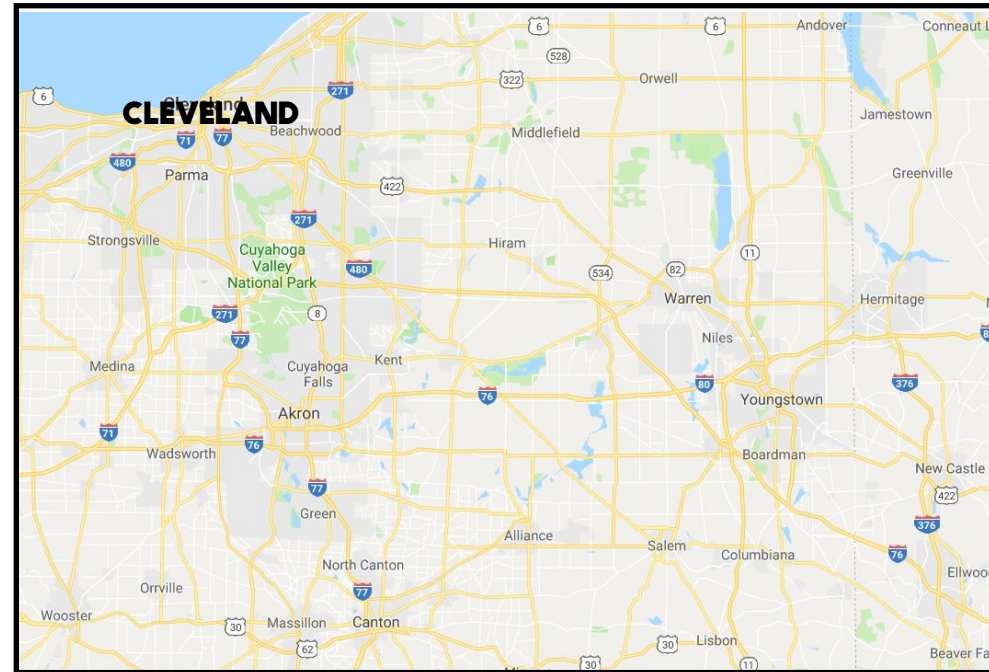 6
6
Andover
Conneaut L
528
322
Orwell
271
6
Cleveland
CLEVELAND
Jamestown
Beachwood
Middlefield
71
77
480
Parma
Greenville
422
271
Strongsville
Hiram
Cuyahoga
Valley
National Park
11
480
534
82
Warren
Hermitage
271
8
77
Niles
8
Medina
Kent
Cuyahoga
Falls
80
376
76
Youngstown
Akron
71
76
Wadsworth
Boardman
New Castle
77
422
Green
376
Alliance
Salem
Columbiana
76
North Canton
Ellwoo
Orrville
77
Wooster
30
Massillon
Canton
30
Lisbon
62
Beaver Fa
30
11